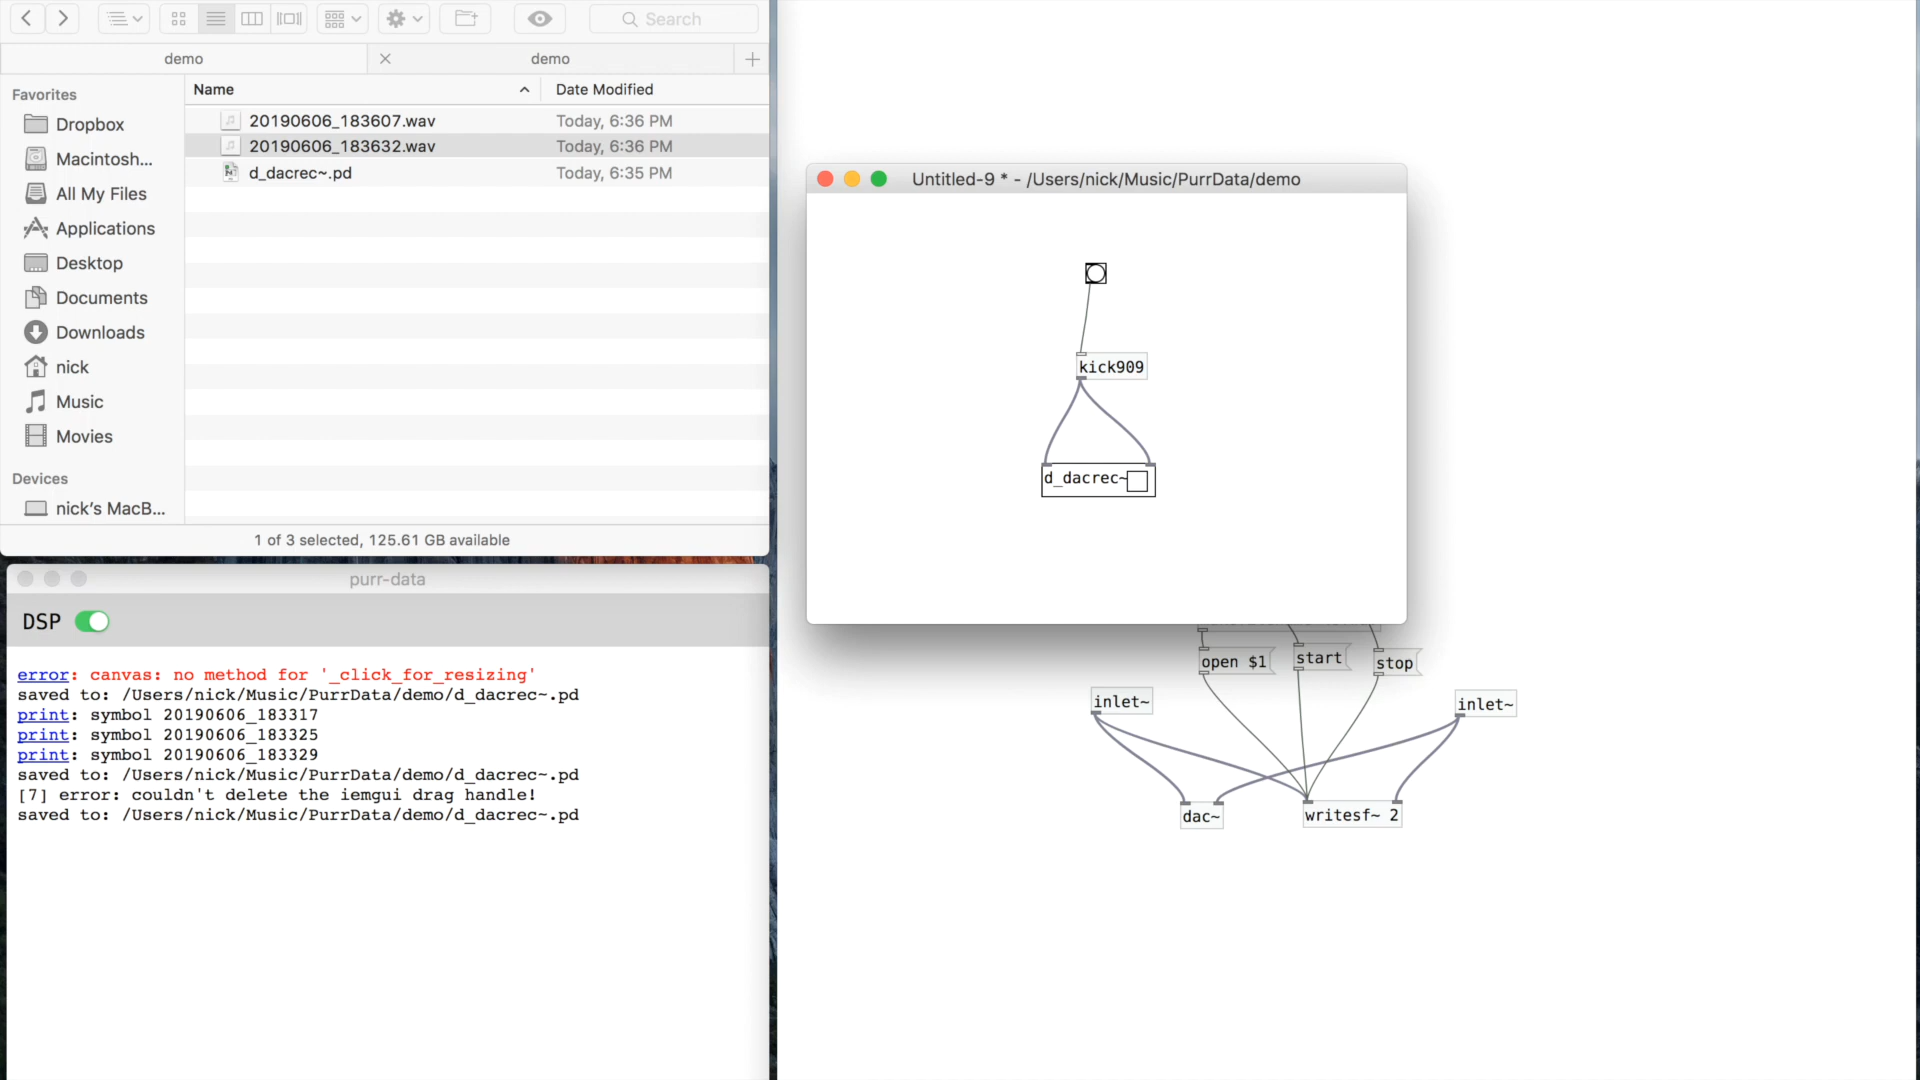 Search
demo
demo
Favorites
Dropbox
Macintosh...
All My Files
Applications
Desktop
Documents
Downloads
nick
Music
Movies
Devices
nick's MacB...
Name
Date Modified
20190606_183607.wav
Today, 6:36 PM
20190606_183632.wav
Today, 6:36 PM
d_dacrec~.pd
Today, 6:35 PM
1 of 3 selected, 125.61 GB available
purr-data
DSP
error: canvas: no method for '_click_for_resizing'
saved to: /Users/nick/Music/PurrData/demo/d_dacrec~.pd
print: symbol 20190606_183317
print: symbol 20190606_183325
print: symbol 20190606_183329
saved to: /Users/nick/Music/PurrData/demo/d_dacrec~.pd
[7] error: couldn't delete the iemgui drag handle!
saved to: /Users/nick/Music/PurrData/demo/d_dacrec~.pd
Untitled-9 * - /Users/nick/Music/PurrData/demo
kick909
d_dacrec~
open $1
start
stop
inlet~
inlet~
dac~
writesf~ 2